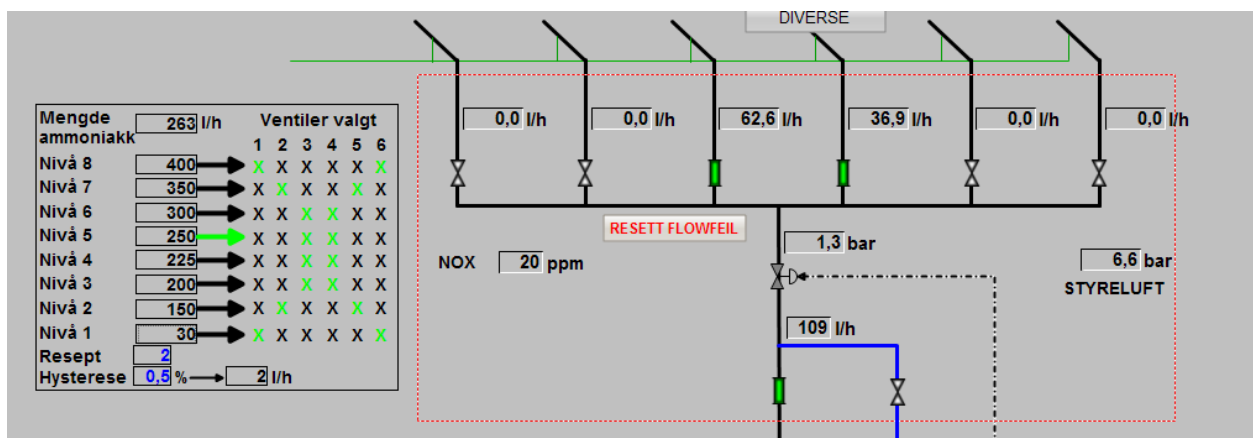 DIVERSE
0,0 l/h 0,0 l/h 62,6 l/h 36,9 l/h 0,0 l/h 0,0 l/h
Mengde ammoniakk 263 l/h Ventiler valgt
1 2 3 4 5 6
Nivå 8 400 X X X X X X
Nivå 7 350 X X X X X X
Nivå 6 300 X X X X X X
Nivå 5 250 X X X X X X
Nivå 4 225 X X X X X X
Nivå 3 200 X X X X X X
Nivå 2 150 X X X X X X
Nivå 1 30 X X X X X X
Resept 2
Hysterese 0,5 % 2 l/h
RESETT FLOWFEIL
NOX 20 ppm
1,3 bar
6,6 bar
STYRELUFT
109 l/h